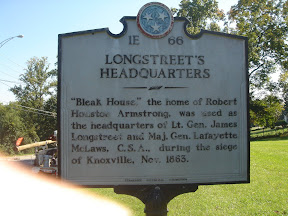 1E 66
LONGSTREET'S
HEADQUARTERS
"Bleak House," the home of Robert
Houston Armstrong, was used as
the headquarters of Lt. Gen. James
Longstreet and Maj. Gen. Lafayette
McLaws, C.S.A., during the siege
of Knoxville, Nov. 1863.